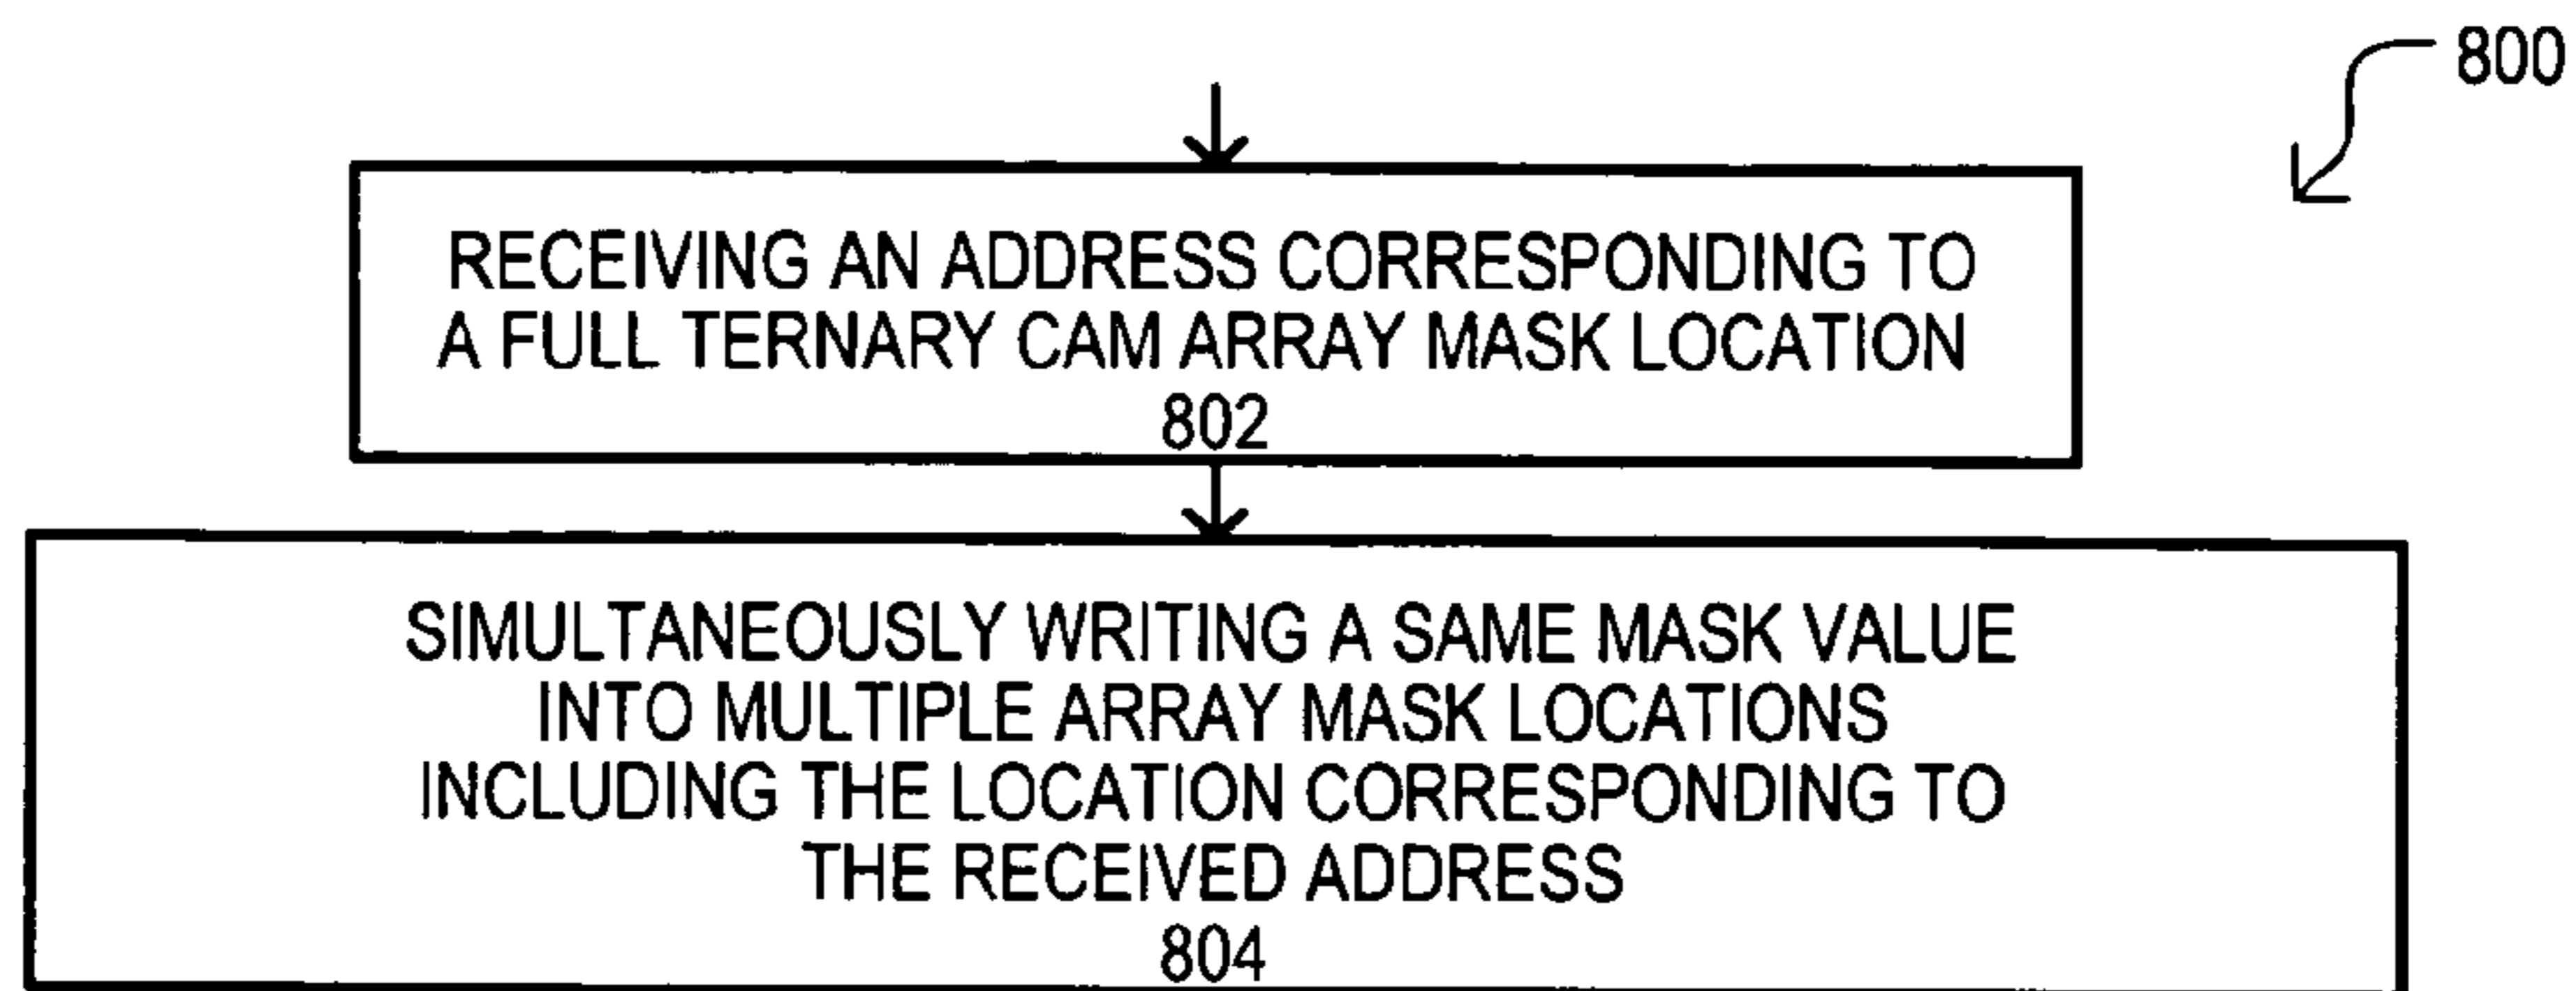 800
RECEIVING AN ADDRESS CORRESPONDING TO
A FULL TERNARY CAM ARRAY MASK LOCATION
802
SIMULTANEOUSLY WRITING A SAME MASK VALUE
INTO MULTIPLE ARRAY MASK LOCATIONS
INCLUDING THE LOCATION CORRESPONDING TO
THE RECEIVED ADDRESS
804